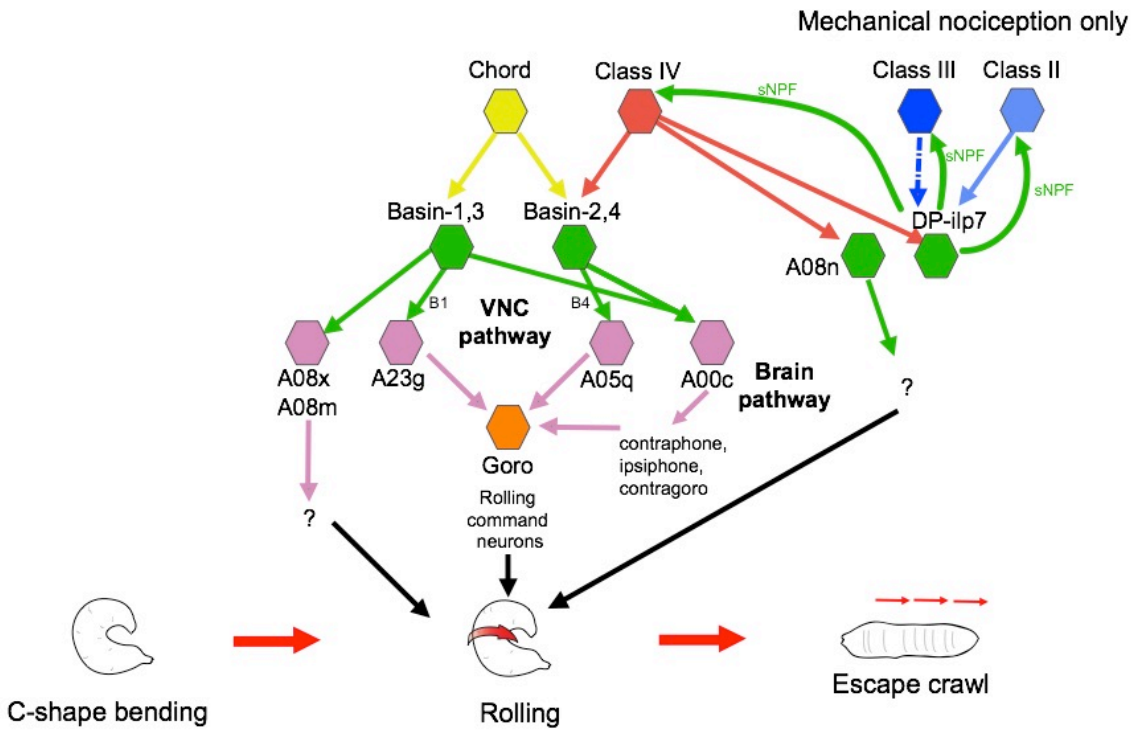 Mechanical nociception only
Chord
Class IV
Class III
Class II
sNPF
sNPF
sNPF
Basin-1,3
Basin-2,4
DP-ilp7
A08n
B1
VNC
pathway
B4
A08x
A08m
A23g
A05q
A00c
Brain
pathway
?
Goro
contraphone,
ipsiphone,
contragoro
Rolling
command
neurons
?
C-shape bending
Rolling
Escape crawl